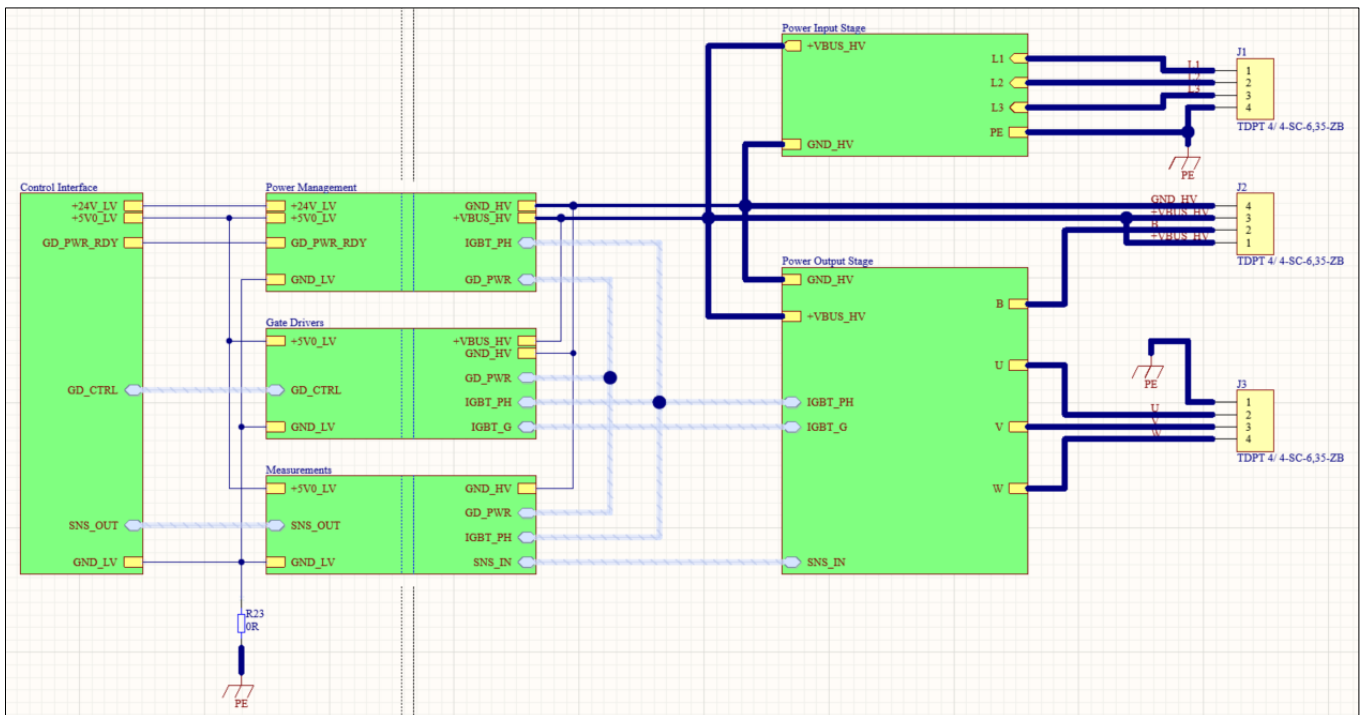 Power Input Stage
+VBUS_HV
L1
L2
L3
PE
GND_HV
L1
L2
L3
J1
1
2
3
4
TDPT 4/ 4-SC-6,35-ZB
PE
Control Interface
+24V_LV
+5V0_LV
GD_PWR_RDY
GD_CTRL
SNS_OUT
GND_LV
Power Management
+24V_LV
+5V0_LV
GD_PWR_RDY
GND_LV
GND_HV
+VBUS_HV
IGBT_PH
GD_PWR
J2
GND_HV
+VBUS_HV
B
+VBUS_HV
4
3
2
1
TDPT 4/ 4-SC-6,35-ZB
Gate Drivers
+5V0_LV
GD_CTRL
GND_LV
+VBUS_HV
GND_HV
GD_PWR
IGBT_PH
IGBT_G
Power Output Stage
GND_HV
+VBUS_HV
IGBT_PH
IGBT_G
SNS_IN
B
U
V
W
PE
J3
1
2
3
4
U
V
W
TDPT 4/ 4-SC-6,35-ZB
Measurements
+5V0_LV
SNS_OUT
GND_LV
GND_HV
GD_PWR
IGBT_PH
SNS_IN
R23
0R
PE